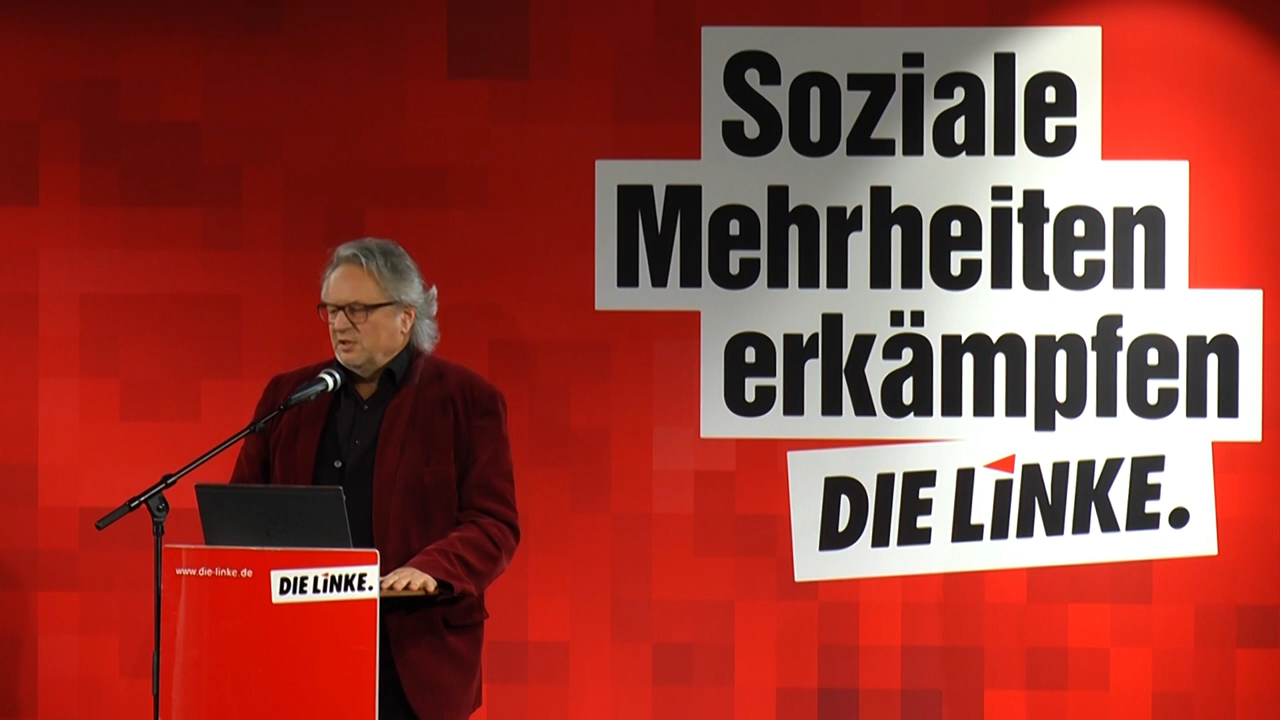 Soziale
Mehrheiten
erkämpfen
DIE LINKE.
www.die-linke.de
DIE LINKE.